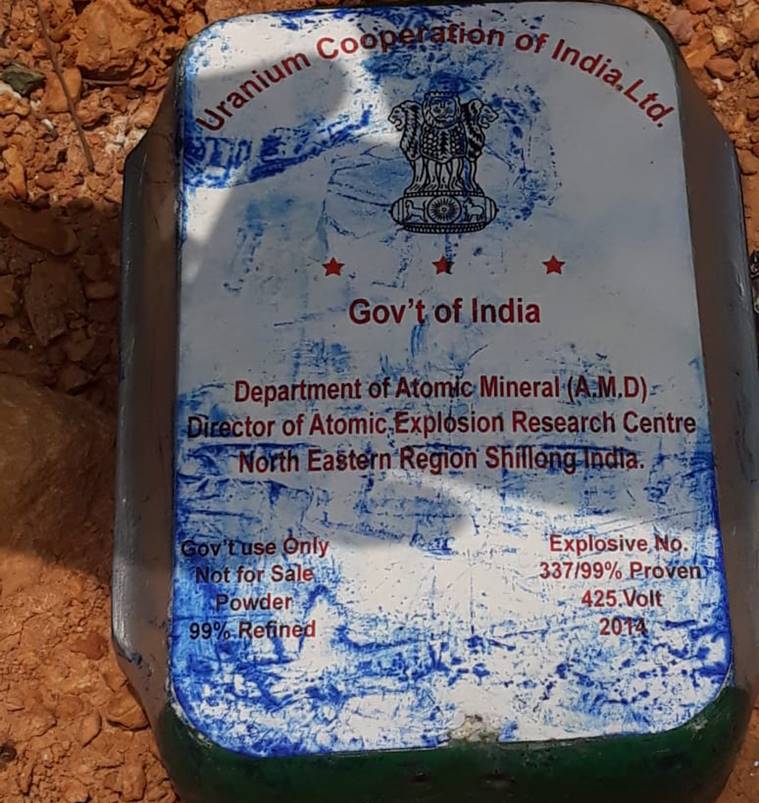 Uranium Cooperation of India.Ltd.
Gov't of India
Department of Atomic Mineral (A.M.D)
Director of Atomic Explosion Research Centre
North Eastern Region Shillong India.
Gov't use Only
Not for Sale
Powder
99% Refined
Explosive No.
337/99% Proven
425.Volt
2014